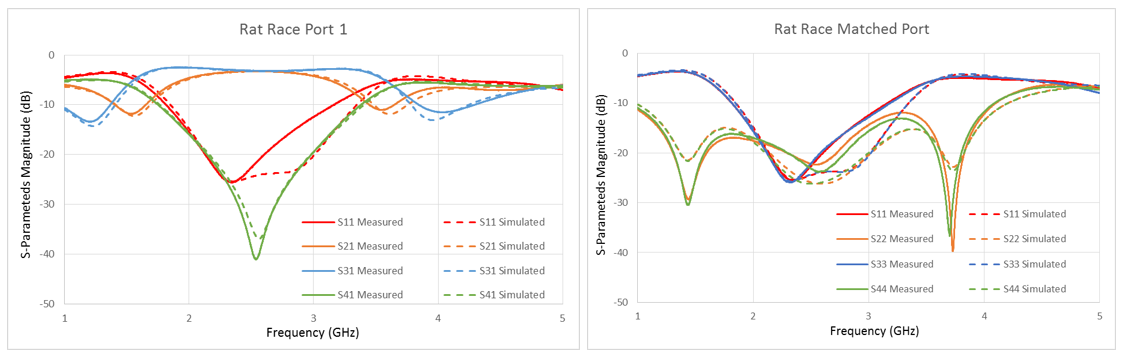 Rat Race Port 1
0
-10
-20
-30
-40
-50
S-Parameteds Magnitude (dB)
S11 Measured S11 Simulated
S21 Measured S21 Simulated
S31 Measured S31 Simulated
S41 Measured S41 Simulated
1 2 3 4 5
Frequency (GHz)
Rat Race Matched Port
0
-10
-20
-30
-40
-50
S-Parameteds Magnitude (dB)
S11 Measured S11 Simulated
S22 Measured S22 Simulated
S33 Measured S33 Simulated
S44 Measured S44 Simulated
1 2 3 4 5
Frequency (GHz)